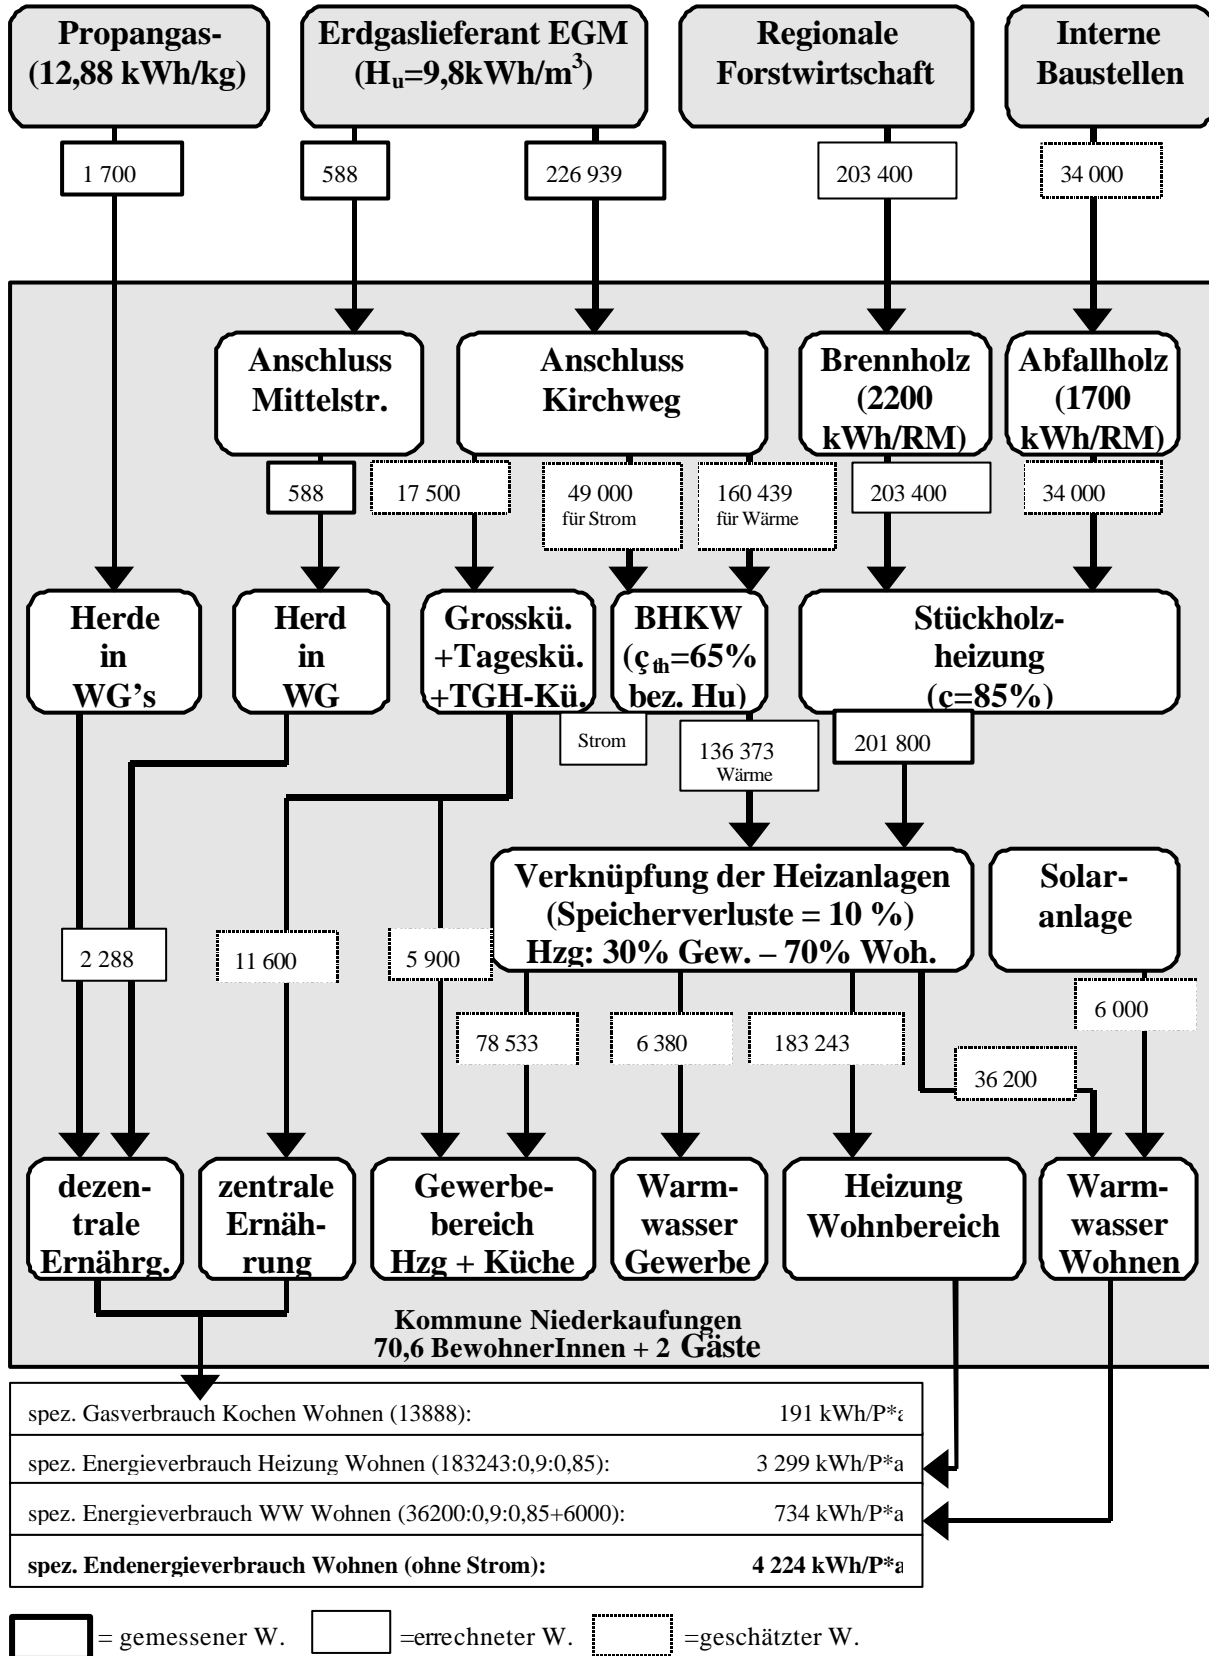 Propangas-
(12,88 kWh/kg)
Erdgaslieferant EGM
(Hu=9,8kWh/m³)
Regionale
Forstwirtschaft
Interne
Baustellen
1 700
588
226 939
203 400
34 000
Anschluss
Mittelstr.
Anschluss
Kirchweg
Brennholz
(2200
kWh/RM)
Abfallholz
(1700
kWh/RM)
588
17 500
49 000
für Strom
160 439
für Wärme
203 400
34 000
Herde
in
WG's
Herd
in
WG
Grosskü.
+Tageskü.
+TGH-Kü.
BHKW
(çth=65%
bez. Hu)
Stückholz-
heizung
(ç=85%)
Strom
136 373
Wärme
201 800
Verknüpfung der Heizanlagen
(Speicherverluste = 10 %)
Hzg: 30% Gew. – 70% Woh.
Solar-
anlage
2 288
11 600
5 900
78 533
6 380
183 243
36 200
6 000
dezen-
trale
Ernährg.
zentrale
Ernäh-
rung
Gewerbe-
bereich
Hzg + Küche
Warm-
wasser
Gewerbe
Heizung
Wohnbereich
Warm-
wasser
Wohnen
Kommune Niederkaufungen
70,6 BewohnerInnen + 2 Gäste
spez. Gasverbrauch Kochen Wohnen (13888): 191 kWh/P*a
spez. Energieverbrauch Heizung Wohnen (183243:0,9:0,85): 3 299 kWh/P*a
spez. Energieverbrauch WW Wohnen (36200:0,9:0,85+6000): 734 kWh/P*a
spez. Endenergieverbrauch Wohnen (ohne Strom): 4 224 kWh/P*a
= gemessener W. =errechneter W. =geschätzter W.